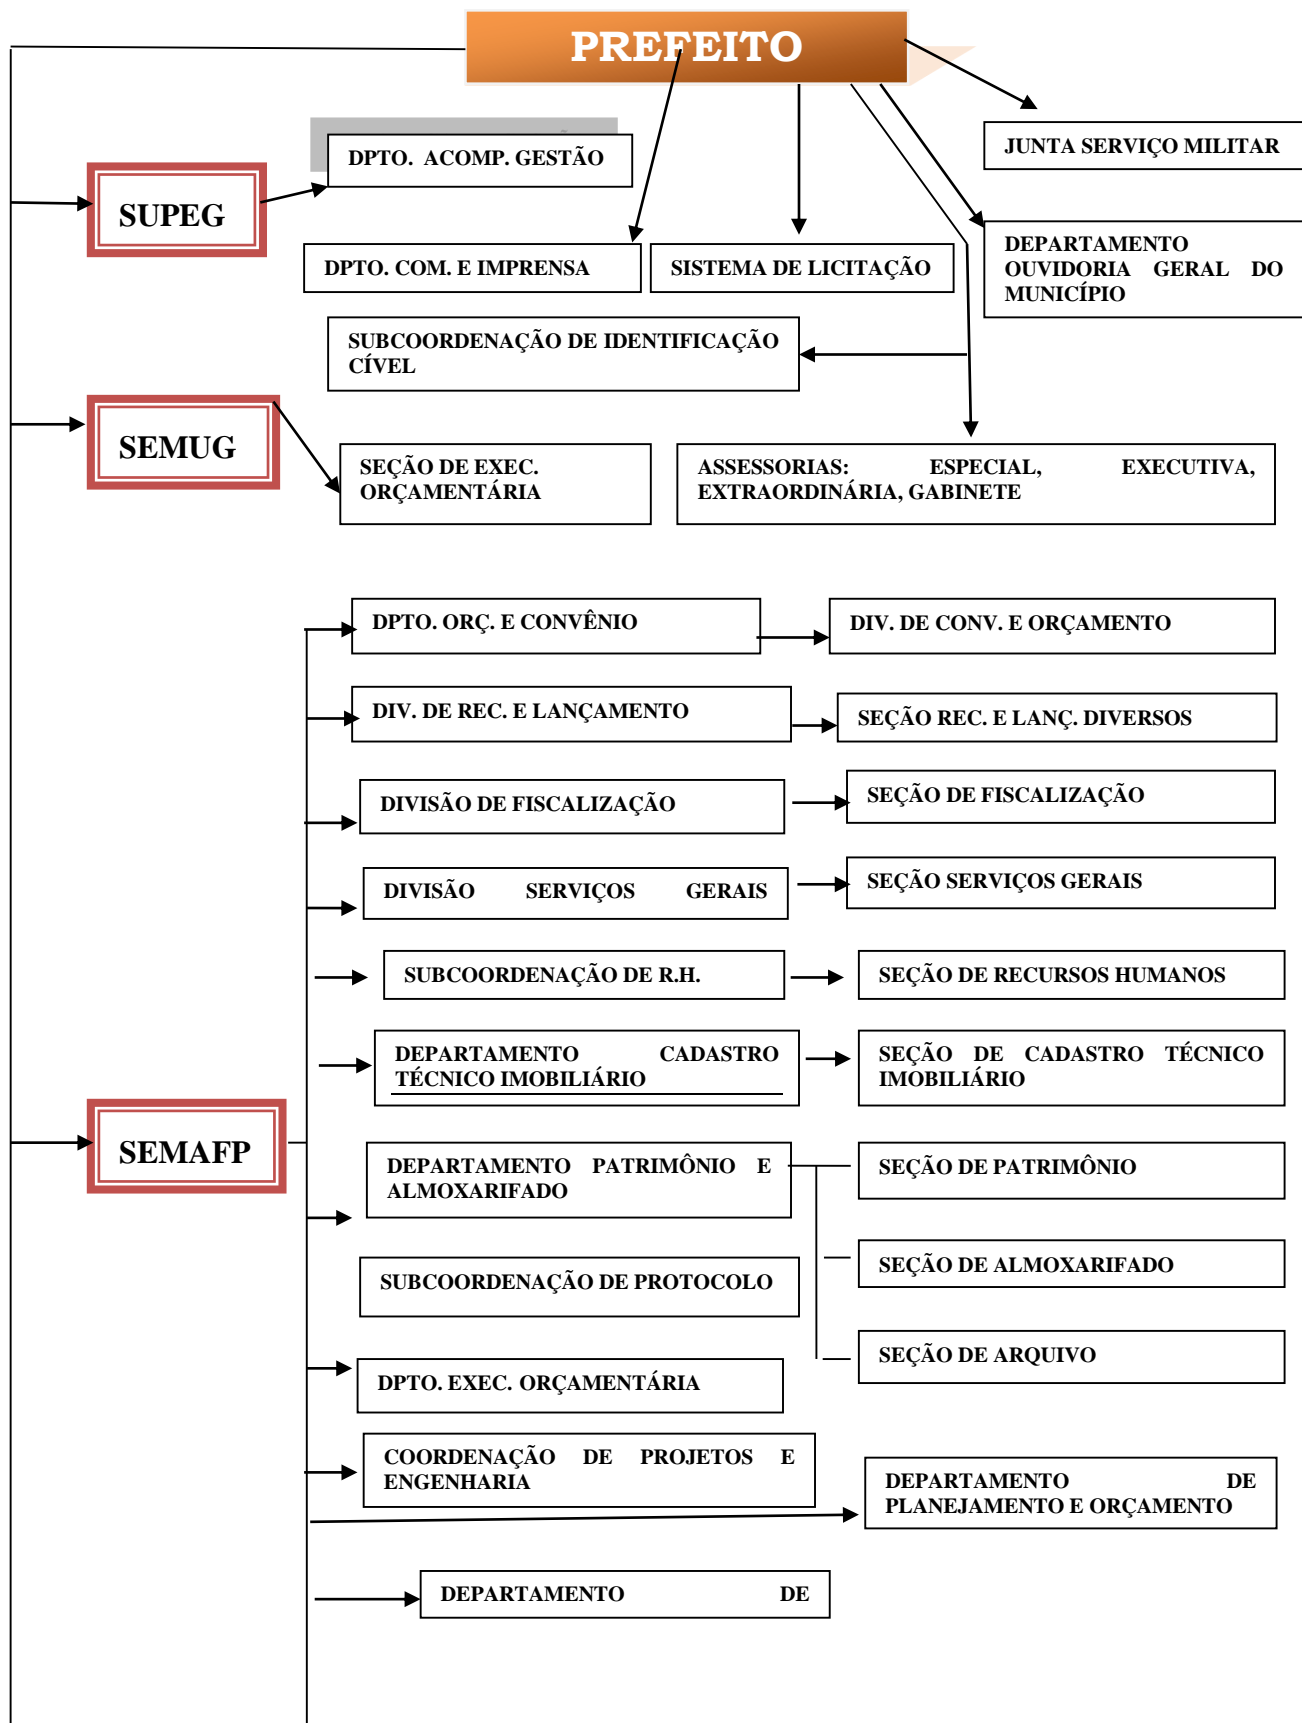 PREFEITO
JUNTA SERVIÇO MILITAR
DPTO. ACOMP. GESTÃO
SUPEG
DEPARTAMENTO
OUVIDORIA GERAL DO
MUNICÍPIO
DPTO. COM. E IMPRENSA
SISTEMA DE LICITAÇÃO
SUBCOORDENAÇÃO DE IDENTIFICAÇÃO
CÍVEL
SEMUG
SEÇÃO DE EXEC.
ORÇAMENTÁRIA
ASSESSORIAS: ESPECIAL, EXECUTIVA,
EXTRAORDINÁRIA, GABINETE
DPTO. ORÇ. E CONVÊNIO
DIV. DE CONV. E ORÇAMENTO
DIV. DE REC. E LANÇAMENTO
SEÇÃO REC. E LANÇ. DIVERSOS
DIVISÃO DE FISCALIZAÇÃO
SEÇÃO DE FISCALIZAÇÃO
DIVISÃO SERVIÇOS GERAIS
SEÇÃO SERVIÇOS GERAIS
SUBCOORDENAÇÃO DE R.H.
SEÇÃO DE RECURSOS HUMANOS
DEPARTAMENTO CADASTRO
TÉCNICO IMOBILIÁRIO
SEÇÃO DE CADASTRO TÉCNICO
IMOBILIÁRIO
SEMAFP
DEPARTAMENTO PATRIMÔNIO E
ALMOXARIFADO
SEÇÃO DE PATRIMÔNIO
SUBCOORDENAÇÃO DE PROTOCOLO
SEÇÃO DE ALMOXARIFADO
SEÇÃO DE ARQUIVO
DPTO. EXEC. ORÇAMENTÁRIA
COORDENAÇÃO DE PROJETOS E
ENGENHARIA
DEPARTAMENTO DE
PLANEJAMENTO E ORÇAMENTO
DEPARTAMENTO DE